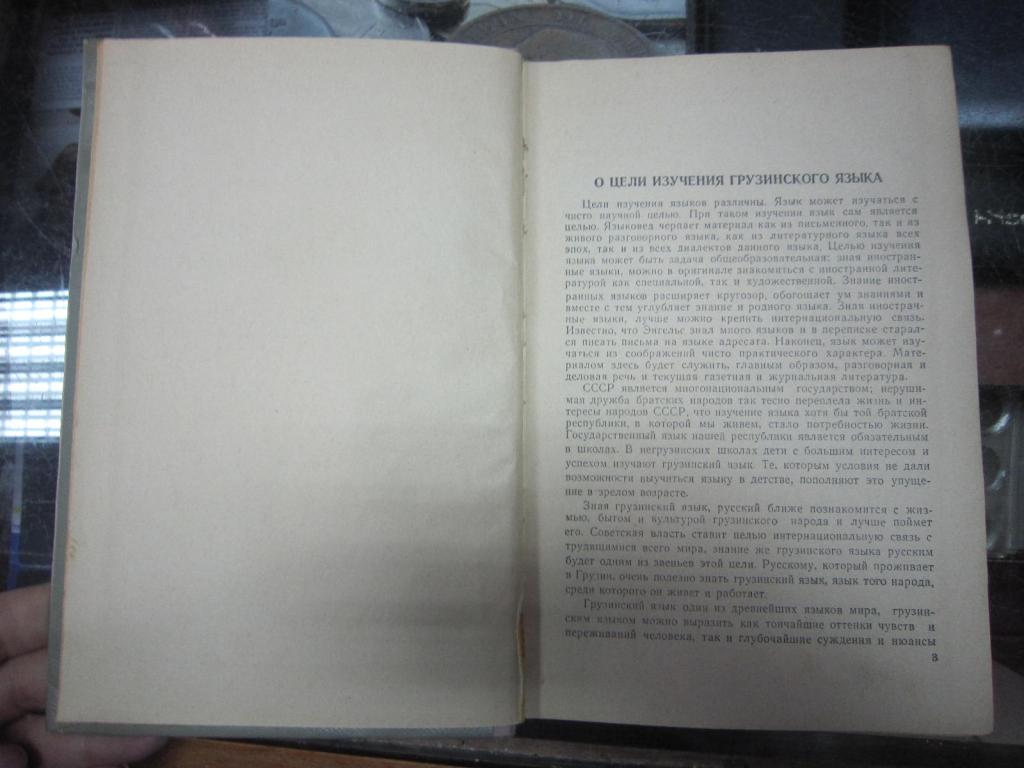 О ЦЕЛИ ИЗУЧЕНИЯ ГРУЗИНСКОГО ЯЗЫКА
Цели изучения языков различны. Язык может изучаться с
чисто научной целью. При таком изучении язык сам является
целью. Языковед черпает материал как из письменного, так и из
живого разговорного языка, как из литературного языка всех
эпох, так и из всех диалектов данного языка. Целью изучения
языка может быть задача общеобразовательная: зная иностран-
ные языки, можно в оригинале знакомиться с иностранной лите-
ратурой как специальной, так и художественной. Знание иност-
ранных языков расширяет кругозор, обогощает ум знаниями и
вместе с тем углубляет знание и родного языка. Зная иностран-
ные языки, лучше можно крепить интернациональную связь.
Известно, что Энгельс знал много языков и в переписке старал-
ся писать письма на языке адресата. Наконец, язык может изу-
чаться из соображений чисто практического характера. Мате-
риалом здесь будет служить, главным образом, разговорная и
деловая речь и текущая газетная и журнальная литература.
СССР является многонациональным государством; неруши-
мая дружба братских народов так тесно переплела жизнь и ин-
тересы народов СССР, что изучение языка хотя бы той братской
республики, в которой мы живем, стало потребностью жизни.
Государственный язык нашей республики является обязательным
в школах. В негрузинских школах дети с большим интересом и
успехом изучают грузинский язык. Те, которым условия не дали
возможности выучиться языку в детстве, пополняют это упуще-
ние в зрелом возрасте.
Зная грузинский язык, русский ближе познакомится с жиз-
нью, бытом и культурой грузинского народа и лучше поймет
его. Советская власть ставит целью интернациональную связь с
трудящимися всего мира, знание же грузинского языка русским
будет одним из звеньев этой цели. Русскому, который проживает
в Грузии, очень полезно знать грузинский язык, язык того народа,
среди которого он живет и работает.
Грузинский язык один из древнейших языков мира, грузин-
ским языком можно выразить как тончайшие оттенки чувств и
переживаний человека, так и глубочайшие суждения и нюансы
3